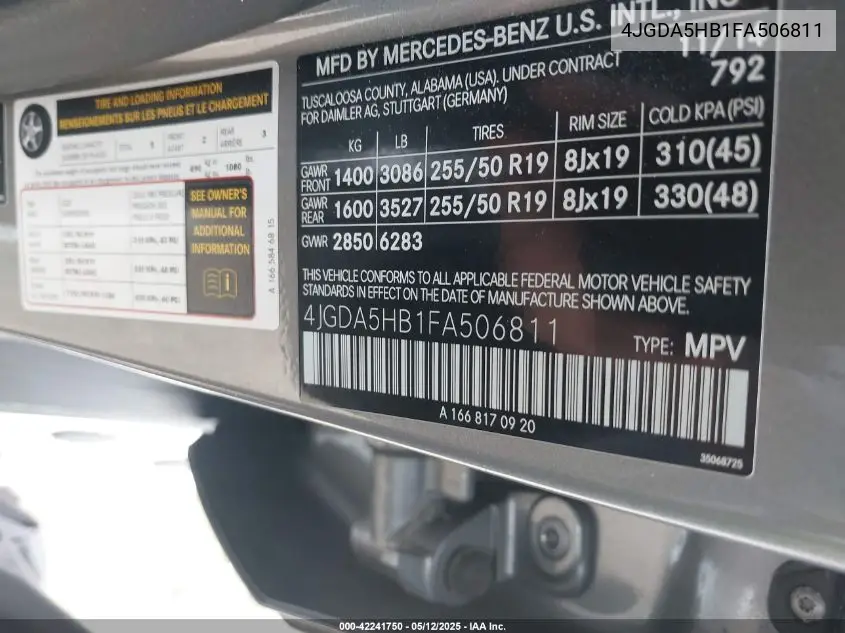 4JGDA5HB1FA506811
MFD BY MERCEDES-BENZ U.S. INTL., INC
11/14
792
TUSCALOOSA COUNTY, ALABAMA (USA). UNDER CONTRACT
FOR DAIMLER AG, STUTTGART (GERMANY)
KG LB TIRES RIM SIZE COLD KPA (PSI)
GAWR FRONT 1400 3086 255/50 R19 8Jx19 310(45)
GAWR REAR 1600 3527 255/50 R19 8Jx19 330(48)
GVWR 2850 6283
THIS VEHICLE CONFORMS TO ALL APPLICABLE FEDERAL MOTOR VEHICLE SAFETY
STANDARDS IN EFFECT ON THE DATE OF MANUFACTURE SHOWN ABOVE.
4JGDA5HB1FA506811
TYPE: MPV
A 166 817 09 20
35068725
TIRE AND LOADING INFORMATION
RENSEIGNEMENTS SUR LES PNEUS ET LE CHARGEMENT
SEE OWNER'S
MANUAL FOR
ADDITIONAL
INFORMATION
A 166 584 68 15
000-42241750 - 05/12/2025 - IAA Inc.